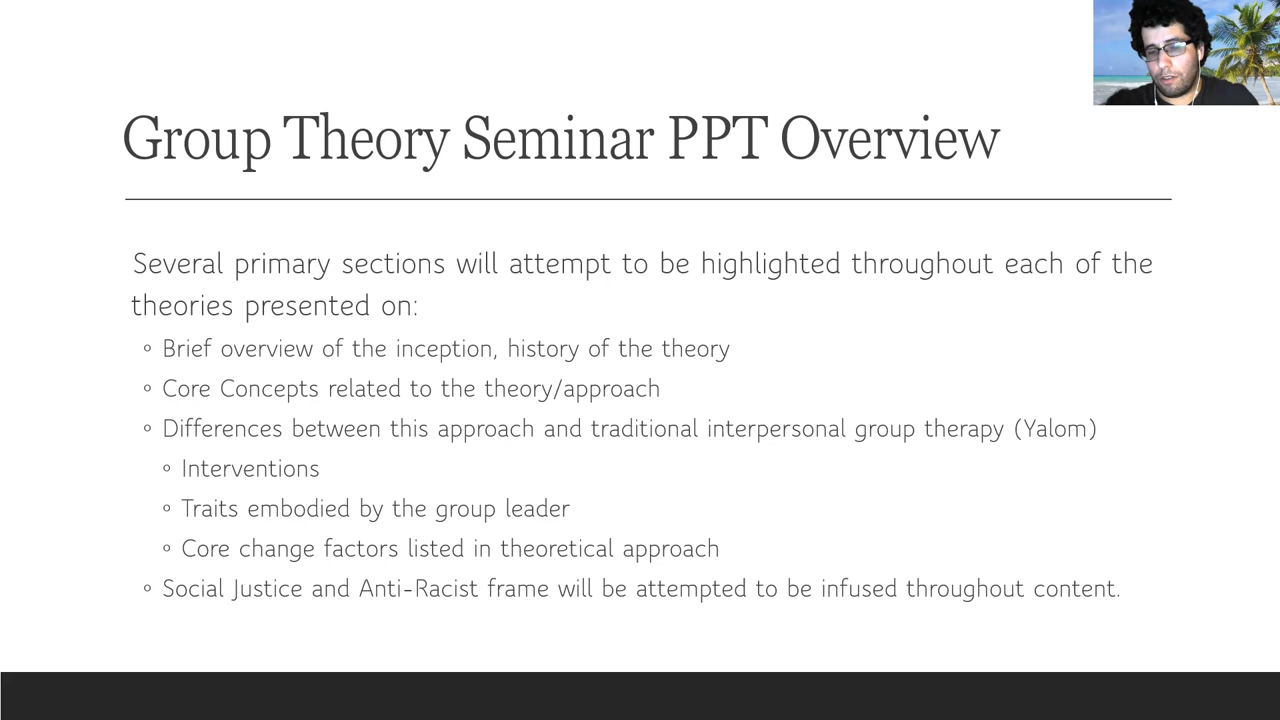 Group Theory Seminar PPT Overview
Several primary sections will attempt to be highlighted throughout each of the
theories presented on:
◦ Brief overview of the inception, history of the theory
◦ Core Concepts related to the theory/approach
◦ Differences between this approach and traditional interpersonal group therapy (Yalom)
◦ Interventions
◦ Traits embodied by the group leader
◦ Core change factors listed in theoretical approach
◦ Social Justice and Anti-Racist frame will be attempted to be infused throughout content.